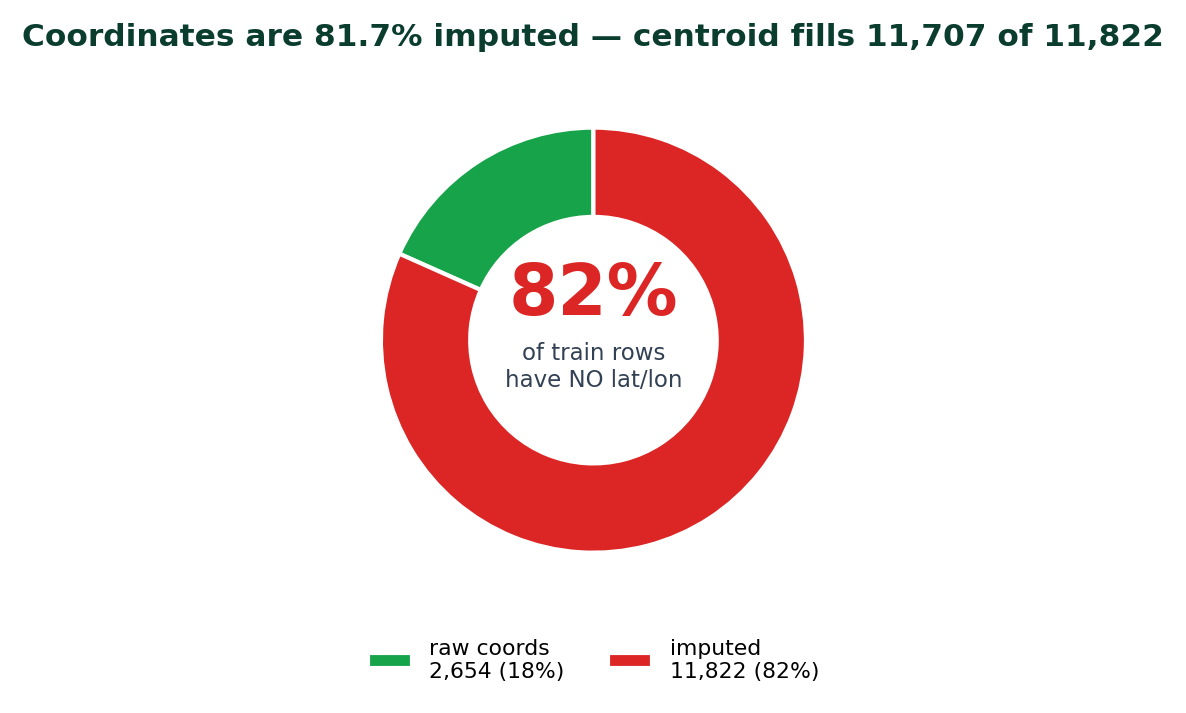 Coordinates are 81.7% imputed — centroid fills 11,707 of 11,822
82%
of train rows
have NO lat/lon
raw coords
2,654 (18%)
imputed
11,822 (82%)